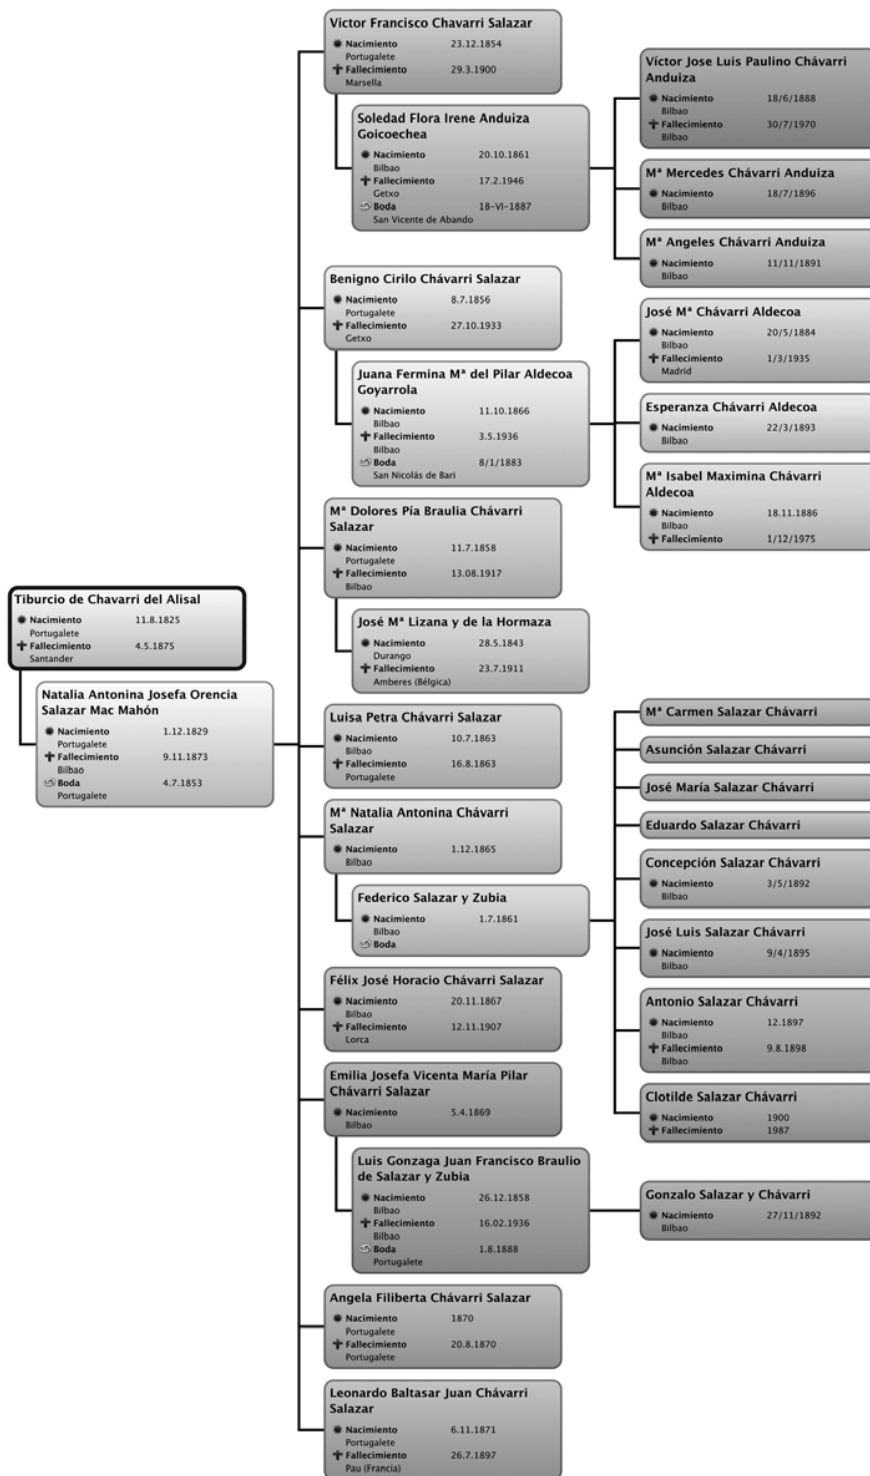 Tiburcio de Chavarri del Alisal
Nacimiento 11.8.1825
Portugalete
Fallecimiento 4.5.1875
Santander
Natalia Antonina Josefa Orencia
Salazar Mac Mahón
Nacimiento 1.12.1829
Portugalete
Fallecimiento 9.11.1873
Bilbao
Boda 4.7.1853
Portugalete
Victor Francisco Chavarri Salazar
Nacimiento 23.12.1854
Portugalete
Fallecimiento 29.3.1900
Marsella
Soledad Flora Irene Anduiza
Goicoechea
Nacimiento 20.10.1861
Bilbao
Fallecimiento 17.2.1946
Getxo
Boda 18-VI-1887
San Vicente de Abando
Víctor Jose Luis Paulino Chávarri
Anduiza
Nacimiento 18/6/1888
Bilbao
Fallecimiento 30/7/1970
Bilbao
Mª Mercedes Chávarri Anduiza
Nacimiento 18/7/1896
Bilbao
Mª Angeles Chávarri Anduiza
Nacimiento 11/11/1891
Bilbao
Benigno Cirilo Chávarri Salazar
Nacimiento 8.7.1856
Portugalete
Fallecimiento 27.10.1933
Getxo
Juana Fermina Mª del Pilar Aldecoa
Goyarrola
Nacimiento 11.10.1866
Bilbao
Fallecimiento 3.5.1936
Bilbao
Boda 8/1/1883
San Nicolás de Bari
José Mª Chávarri Aldecoa
Nacimiento 20/5/1884
Bilbao
Fallecimiento 1/3/1935
Madrid
Esperanza Chávarri Aldecoa
Nacimiento 22/3/1893
Bilbao
Mª Isabel Maximina Chávarri
Aldecoa
Nacimiento 18.11.1886
Bilbao
Fallecimiento 1/12/1975
Mª Dolores Pía Braulia Chávarri
Salazar
Nacimiento 11.7.1858
Portugalete
Fallecimiento 13.08.1917
Bilbao
José Mª Lizana y de la Hormaza
Nacimiento 28.5.1843
Durango
Fallecimiento 23.7.1911
Amberes (Bélgica)
Luisa Petra Chávarri Salazar
Nacimiento 10.7.1863
Bilbao
Fallecimiento 16.8.1863
Portugalete
Mª Natalia Antonina Chávarri
Salazar
Nacimiento 1.12.1865
Bilbao
Federico Salazar y Zubia
Nacimiento 1.7.1861
Bilbao
Boda
Mª Carmen Salazar Chávarri
Asunción Salazar Chávarri
José María Salazar Chávarri
Eduardo Salazar Chávarri
Concepción Salazar Chávarri
Nacimiento 3/5/1892
Bilbao
José Luis Salazar Chávarri
Nacimiento 9/4/1895
Bilbao
Antonio Salazar Chávarri
Nacimiento 12.1897
Bilbao
Fallecimiento 9.8.1898
Bilbao
Clotilde Salazar Chávarri
Nacimiento 1900
Fallecimiento 1987
Félix José Horacio Chávarri Salazar
Nacimiento 20.11.1867
Bilbao
Fallecimiento 12.11.1907
Lorca
Emilia Josefa Vicenta María Pilar
Chávarri Salazar
Nacimiento 5.4.1869
Bilbao
Luis Gonzaga Juan Francisco Braulio
de Salazar y Zubia
Nacimiento 26.12.1858
Bilbao
Fallecimiento 16.02.1936
Bilbao
Boda 1.8.1888
Portugalete
Gonzalo Salazar y Chávarri
Nacimiento 27/11/1892
Bilbao
Angela Filiberta Chávarri Salazar
Nacimiento 1870
Portugalete
Fallecimiento 20.8.1870
Portugalete
Leonardo Baltasar Juan Chávarri
Salazar
Nacimiento 6.11.1871
Portugalete
Fallecimiento 26.7.1897
Pau (Francia)